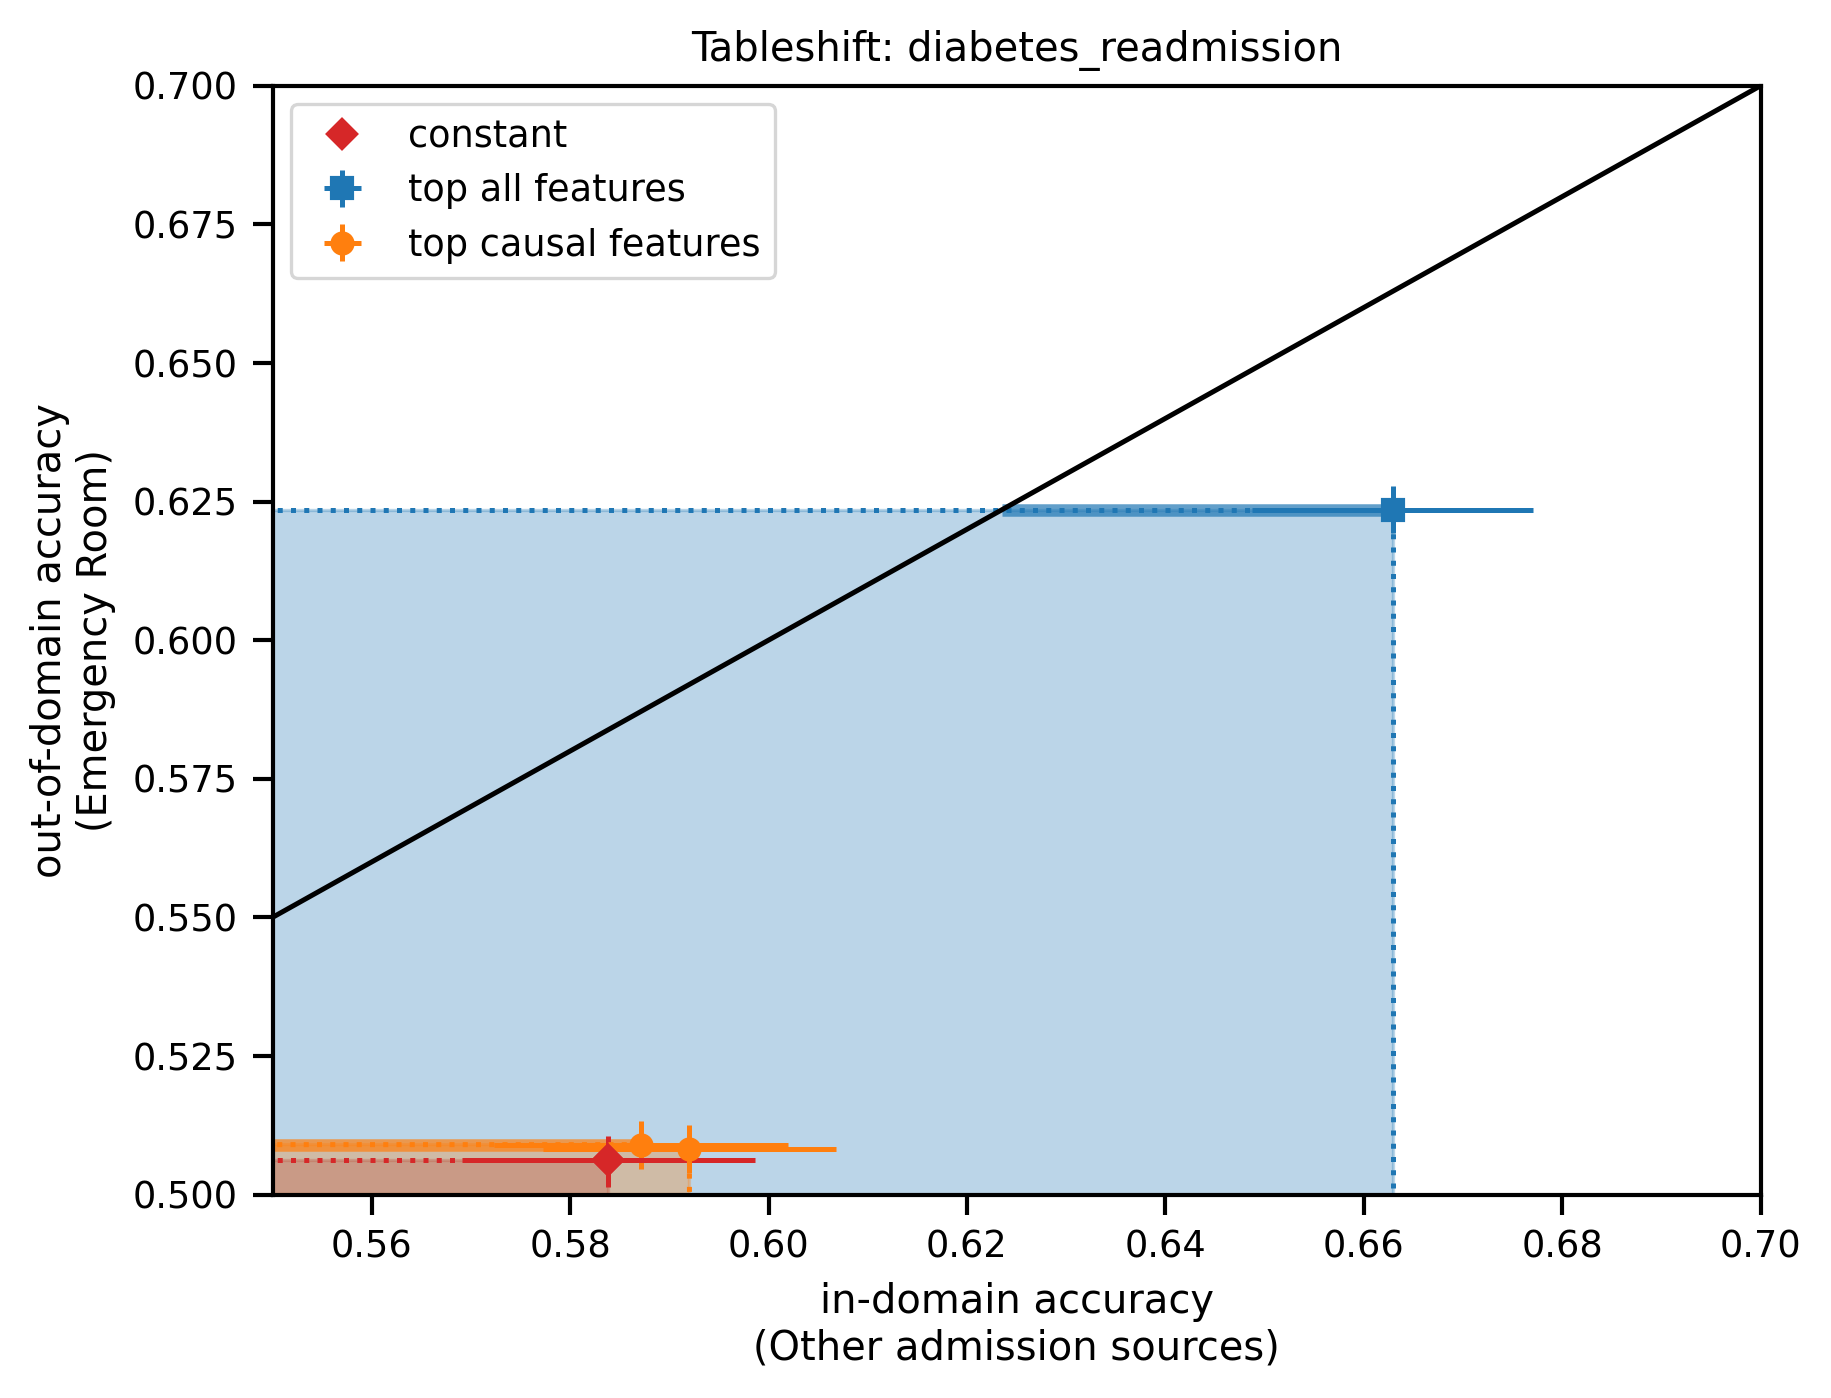 Tableshift: diabetes_readmission
constant
top all features
top causal features
0.700
0.675
0.650
0.625
0.600
0.575
0.550
0.525
0.500
out-of-domain accuracy
(Emergency Room)
0.56
0.58
0.60
0.62
0.64
0.66
0.68
0.70
in-domain accuracy
(Other admission sources)